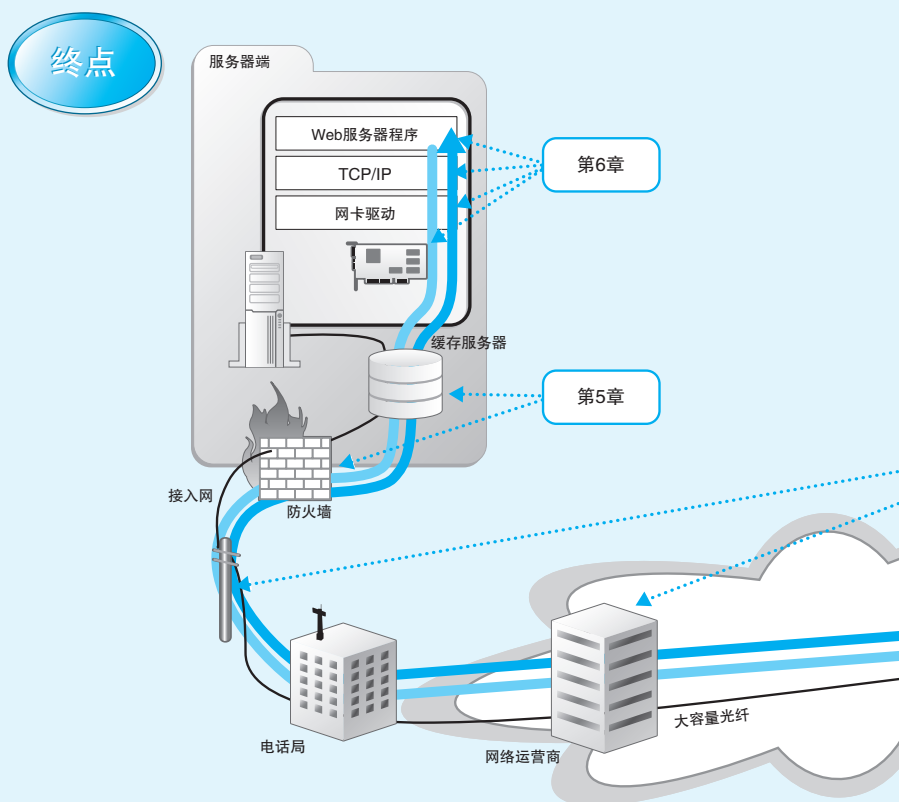 终点
服务器端
Web服务器程序
第6章
TCP/IP
网卡驱动
缓存服务器
第5章
接入网
防火墙
大容量光纤
电话局
网络运营商